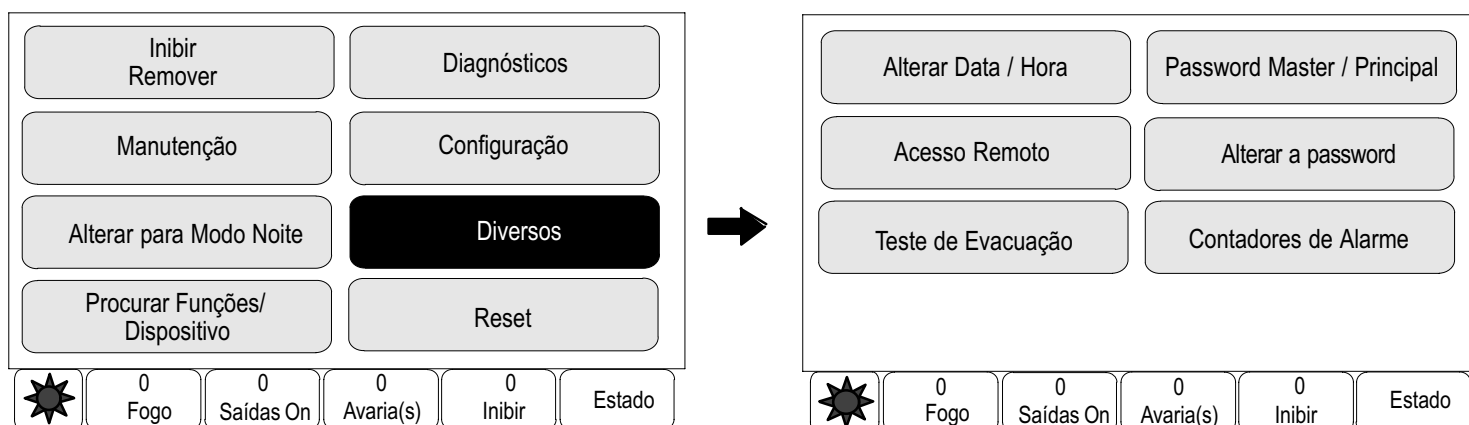 Inibir
Remover
Diagnósticos
Manutenção
Configuração
Alterar para Modo Noite
Diversos
Procurar Funções/
Dispositivo
Reset
0
Fogo
0
Saídas On
0
Avaria(s)
0
Inibir
Estado
Alterar Data / Hora
Password Master / Principal
Acesso Remoto
Alterar a password
Teste de Evacuação
Contadores de Alarme
0
Fogo
0
Saídas On
0
Avaria(s)
0
Inibir
Estado